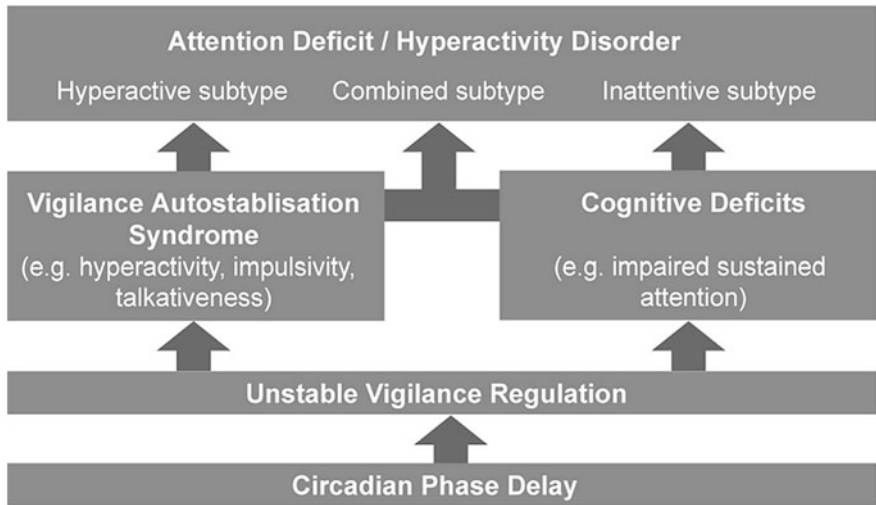 Attention Deficit / Hyperactivity Disorder
Hyperactive subtype Combined subtype Inattentive subtype
Vigilance Autostablisation
Syndrome
(e.g. hyperactivity, impulsivity,
talkativeness)
Cognitive Deficits
(e.g. impaired sustained
attention)
Unstable Vigilance Regulation
Circadian Phase Delay